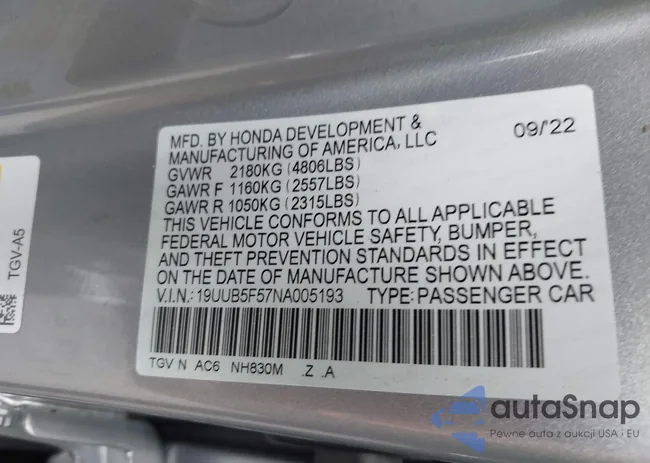 MFD. BY HONDA DEVELOPMENT &
MANUFACTURING OF AMERICA, LLC 09/'22
GVWR 2180KG (4806LBS)
GAWR F 1160KG (2557LBS)
GAWR R 1050KG (2315LBS)
THIS VEHICLE CONFORMS TO ALL APPLICABLE
FEDERAL MOTOR VEHICLE SAFETY, BUMPER,
AND THEFT PREVENTION STANDARDS IN EFFECT
ON THE DATE OF MANUFACTURE SHOWN ABOVE.
V.I.N.: 19UUB5F57NA005193 TYPE: PASSENGER CAR
TGV N AC6 NH830M .Z .A
TGV-A5
autaSnap
Pewne auta z aukcji USA i EU